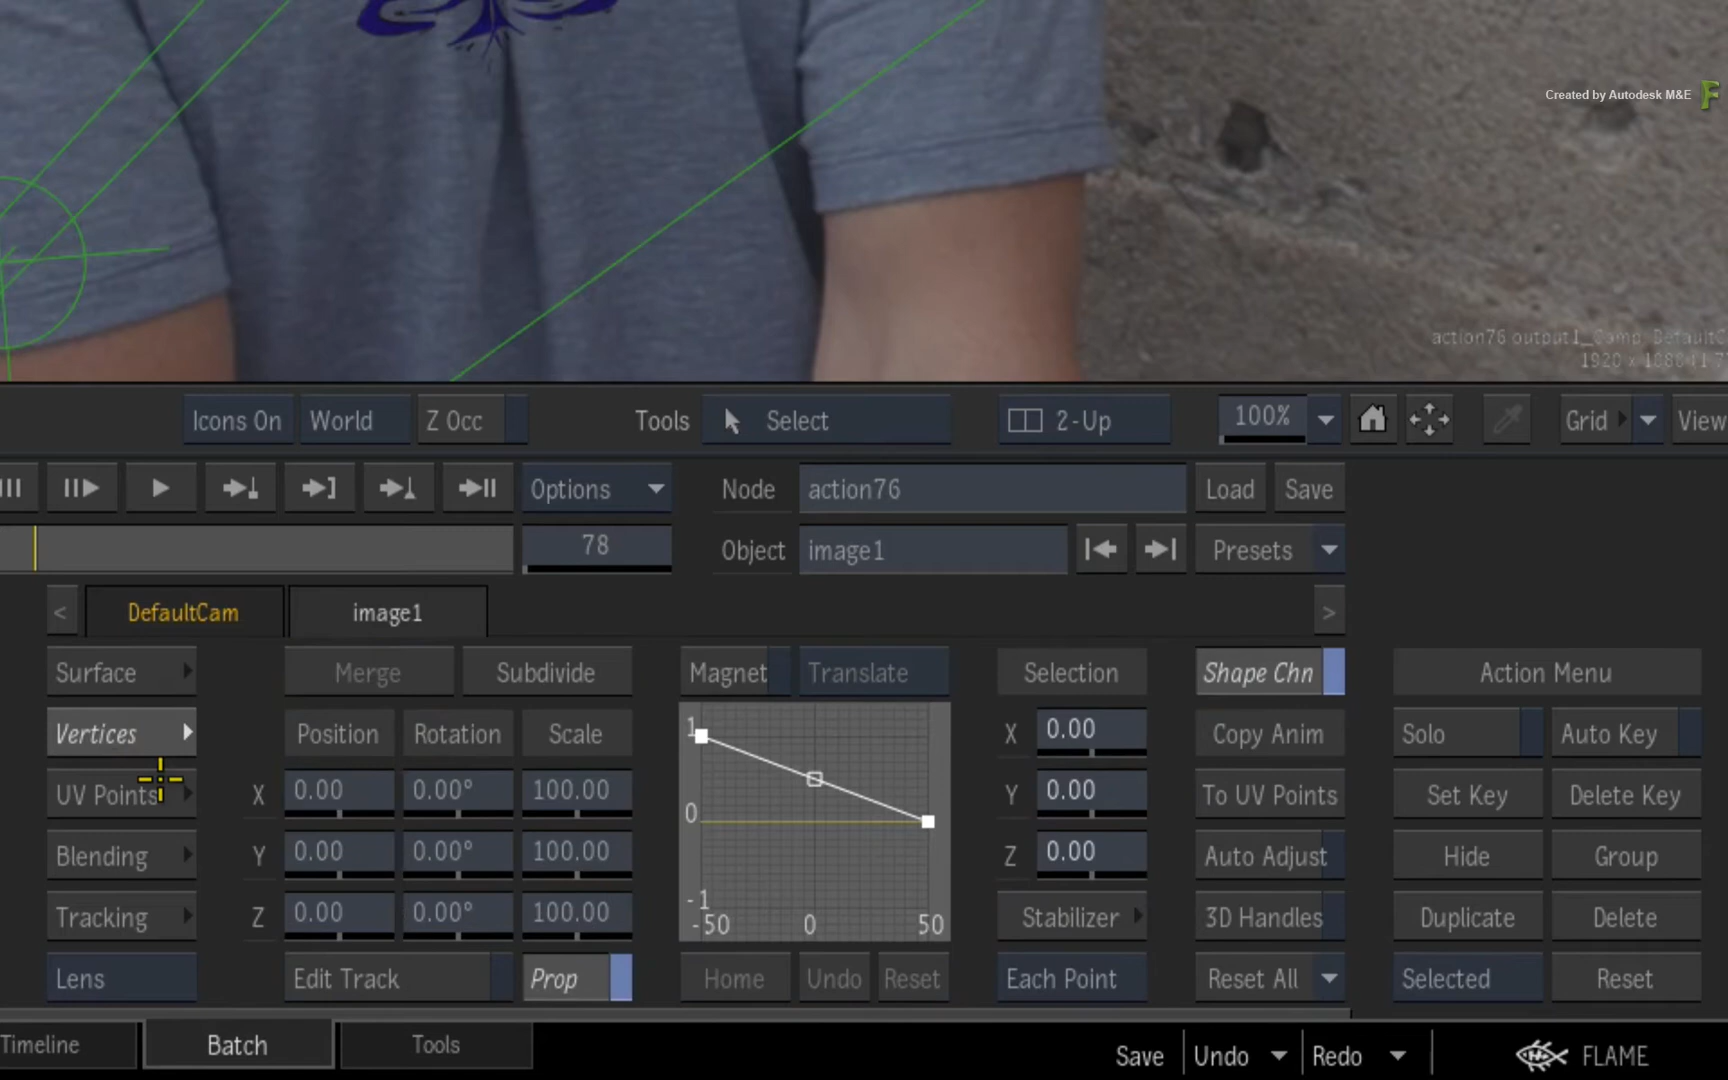 Created by Autodesk M&E
action76 output1_Comp DefaultC
Icons On World Z Occ Tools Select 2-Up 100% Grid View
Options Node action76 Load Save
78 Object image1 Presets
< DefaultCam image1 >
Surface Merge Subdivide Magnet Translate Selection Shape Chn Action Menu
Vertices Position Rotation Scale 1 X 0.00 Copy Anim Solo Auto Key
UV Points X 0.00 0.00° 100.00 0 Y 0.00 To UV Points Set Key Delete Key
Blending Y 0.00 0.00° 100.00 Z 0.00 Auto Adjust Hide Group
Tracking Z 0.00 0.00° 100.00 -1 -50 0 50 Stabilizer 3D Handles Duplicate Delete
Lens Edit Track Prop Home Undo Reset Each Point Reset All Selected Reset
Timeline Batch Tools Save Undo Redo FLAME